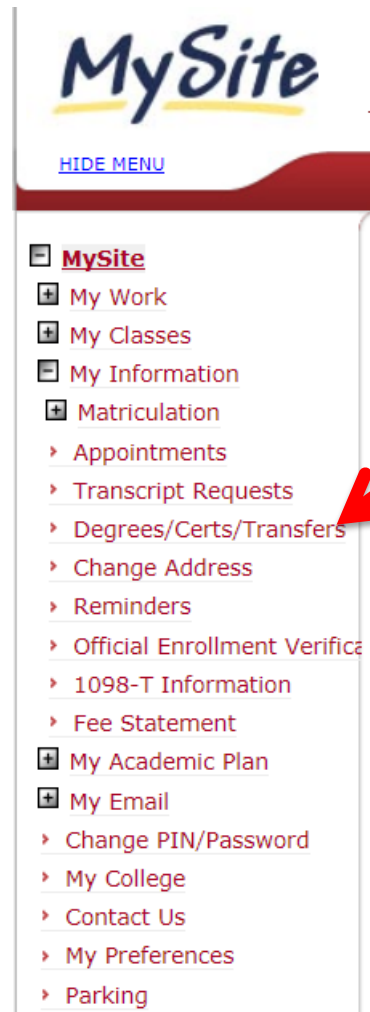 MySite
HIDE MENU
MySite
My Work
My Classes
My Information
Matriculation
Appointments
Transcript Requests
Degrees/Certs/Transfers
Change Address
Reminders
Official Enrollment Verifica
1098-T Information
Fee Statement
My Academic Plan
My Email
Change PIN/Password
My College
Contact Us
My Preferences
Parking